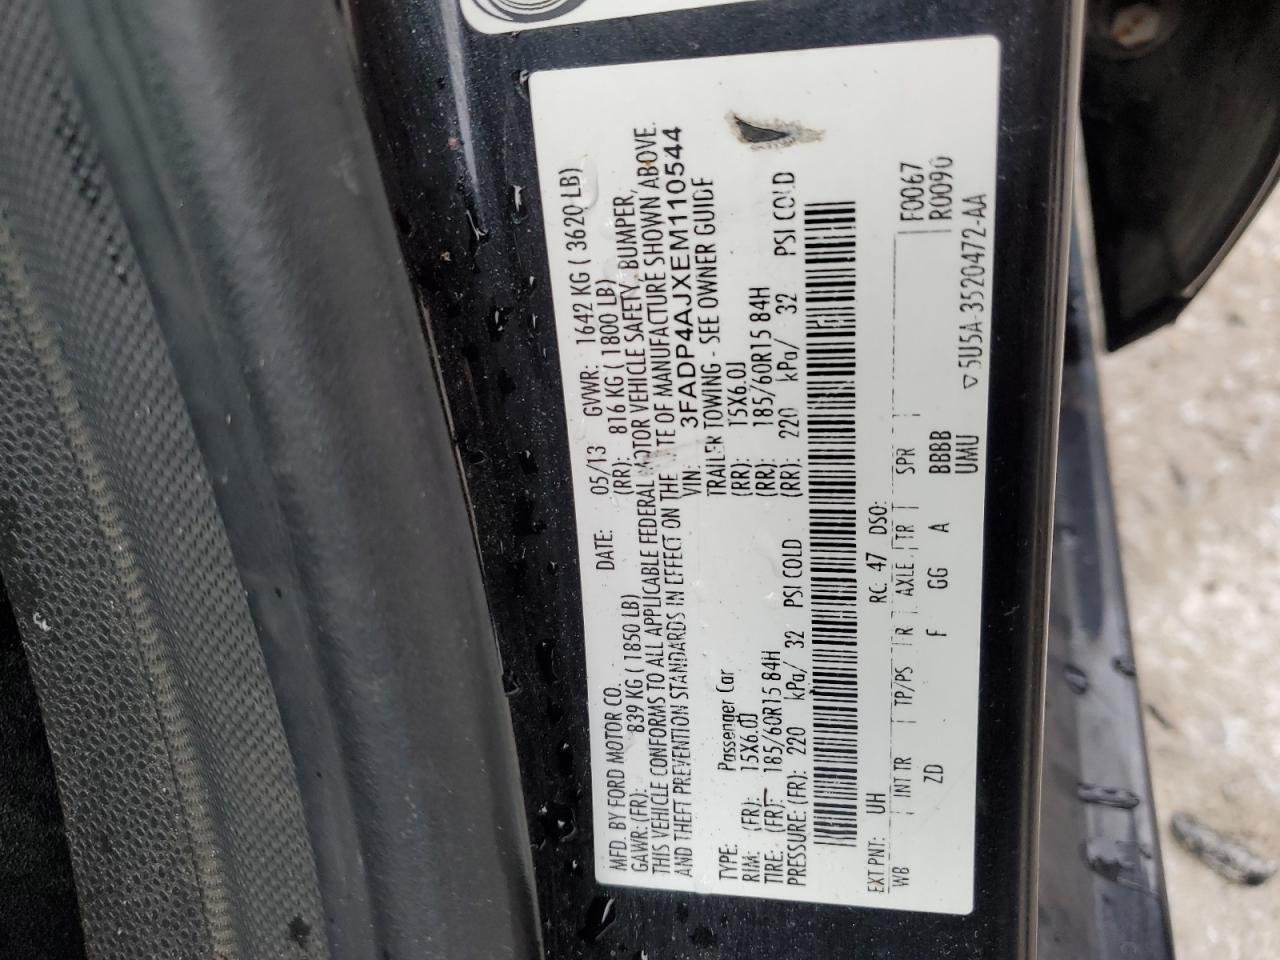 MFD. BY FORD MOTOR CO.
DATE: 05/13 GVWR: 1642 KG ( 3620 LB)
GAWR: (FR): 839 KG ( 1850 LB) (RR): 816 KG ( 1800 LB)
THIS VEHICLE CONFORMS TO ALL APPLICABLE FEDERAL MOTOR VEHICLE SAFETY, BUMPER,
AND THEFT PREVENTION STANDARDS IN EFFECT ON THE DATE OF MANUFACTURE SHOWN ABOVE.
VIN: 3FADP4AJXEM110544
TYPE: Passenger Car TRAILER TOWING - SEE OWNER GUIDE
RIM: (FR): 15X6.0J (RR): 15X6.0J
TIRE: (FR): 185/60R15 84H (RR): 185/60R15 84H
PRESSURE: (FR): 220 kPa/ 32 PSI COLD (RR): 220 kPa/ 32 PSI COLD
EXT PNT: UH RC: 47 DSO:
WB INT TR TP/PS R AXLE TR SPR F0067
ZD F GG A BBBB R0090
UMU
▽ 5U5A-3520472-AA